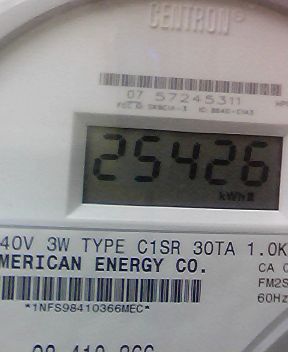 CENTRON®
07 57245311
25426
kWh
40V 3W TYPE C1SR 30TA 1.0K
MERICAN ENERGY CO.
CA 0
FM2S
60Hz
*1NFS98410366MEC*